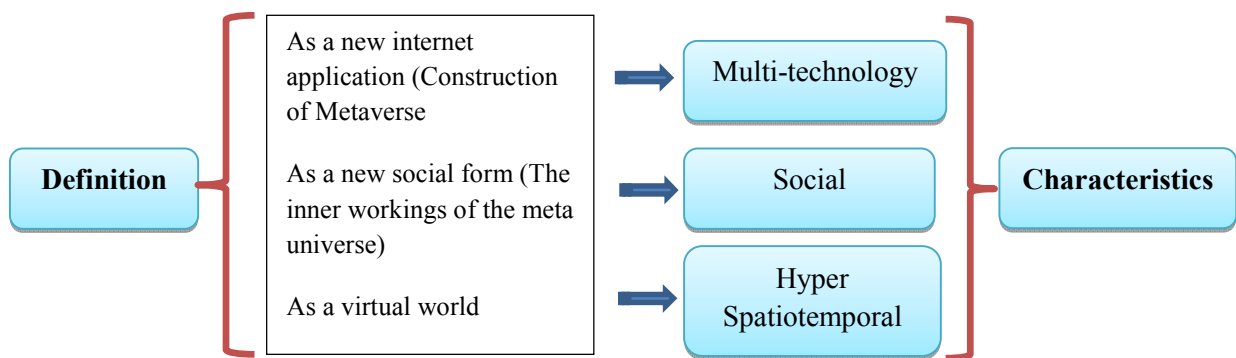 Definition
As a new internet
application (Construction
of Metaverse
As a new social form (The
inner workings of the meta
universe)
As a virtual world
Multi-technology
Social
Hyper
Spatiotemporal
Characteristics